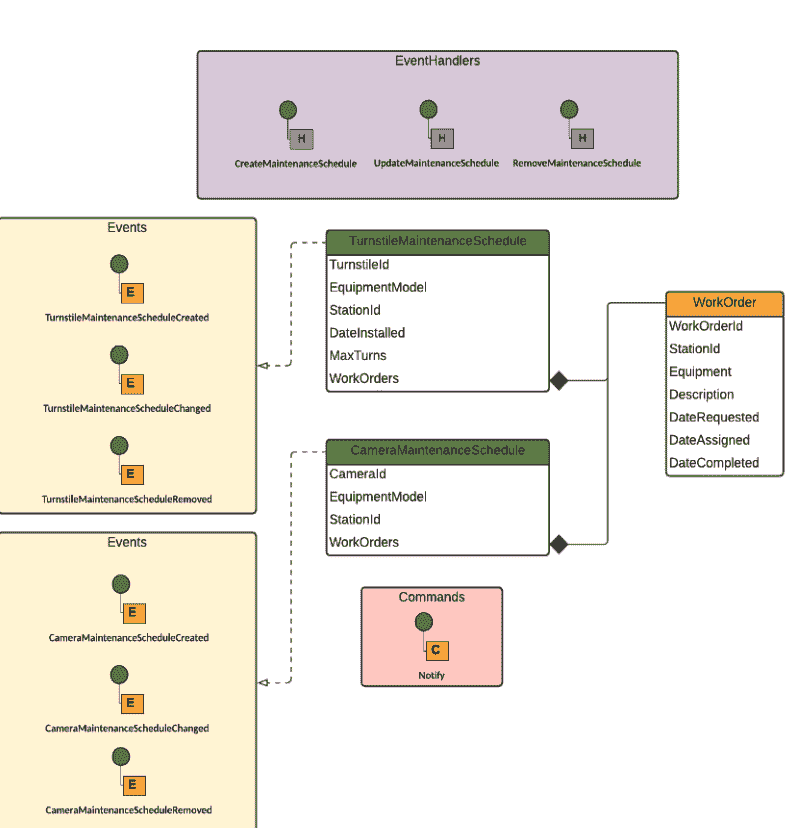 EventHandlers
H
H
H
CreateMaintenanceSchedule
UpdateMaintenanceSchedule
RemoveMaintenanceSchedule
Events
E
TurnstileMaintenanceScheduleCreated
E
TurnstileMaintenanceScheduleChanged
E
TurnstileMaintenanceScheduleRemoved
TurnstileMaintenanceSchedule
TurnstileId
EquipmentModel
StationId
DateInstalled
MaxTurns
WorkOrders
WorkOrder
WorkOrderId
StationId
Equipment
Description
DateRequested
DateAssigned
DateCompleted
CameraMaintenanceSchedule
CameraId
EquipmentModel
StationId
WorkOrders
Events
E
CameraMaintenanceScheduleCreated
E
CameraMaintenanceScheduleChanged
E
CameraMaintenanceScheduleRemoved
Commands
C
Notify